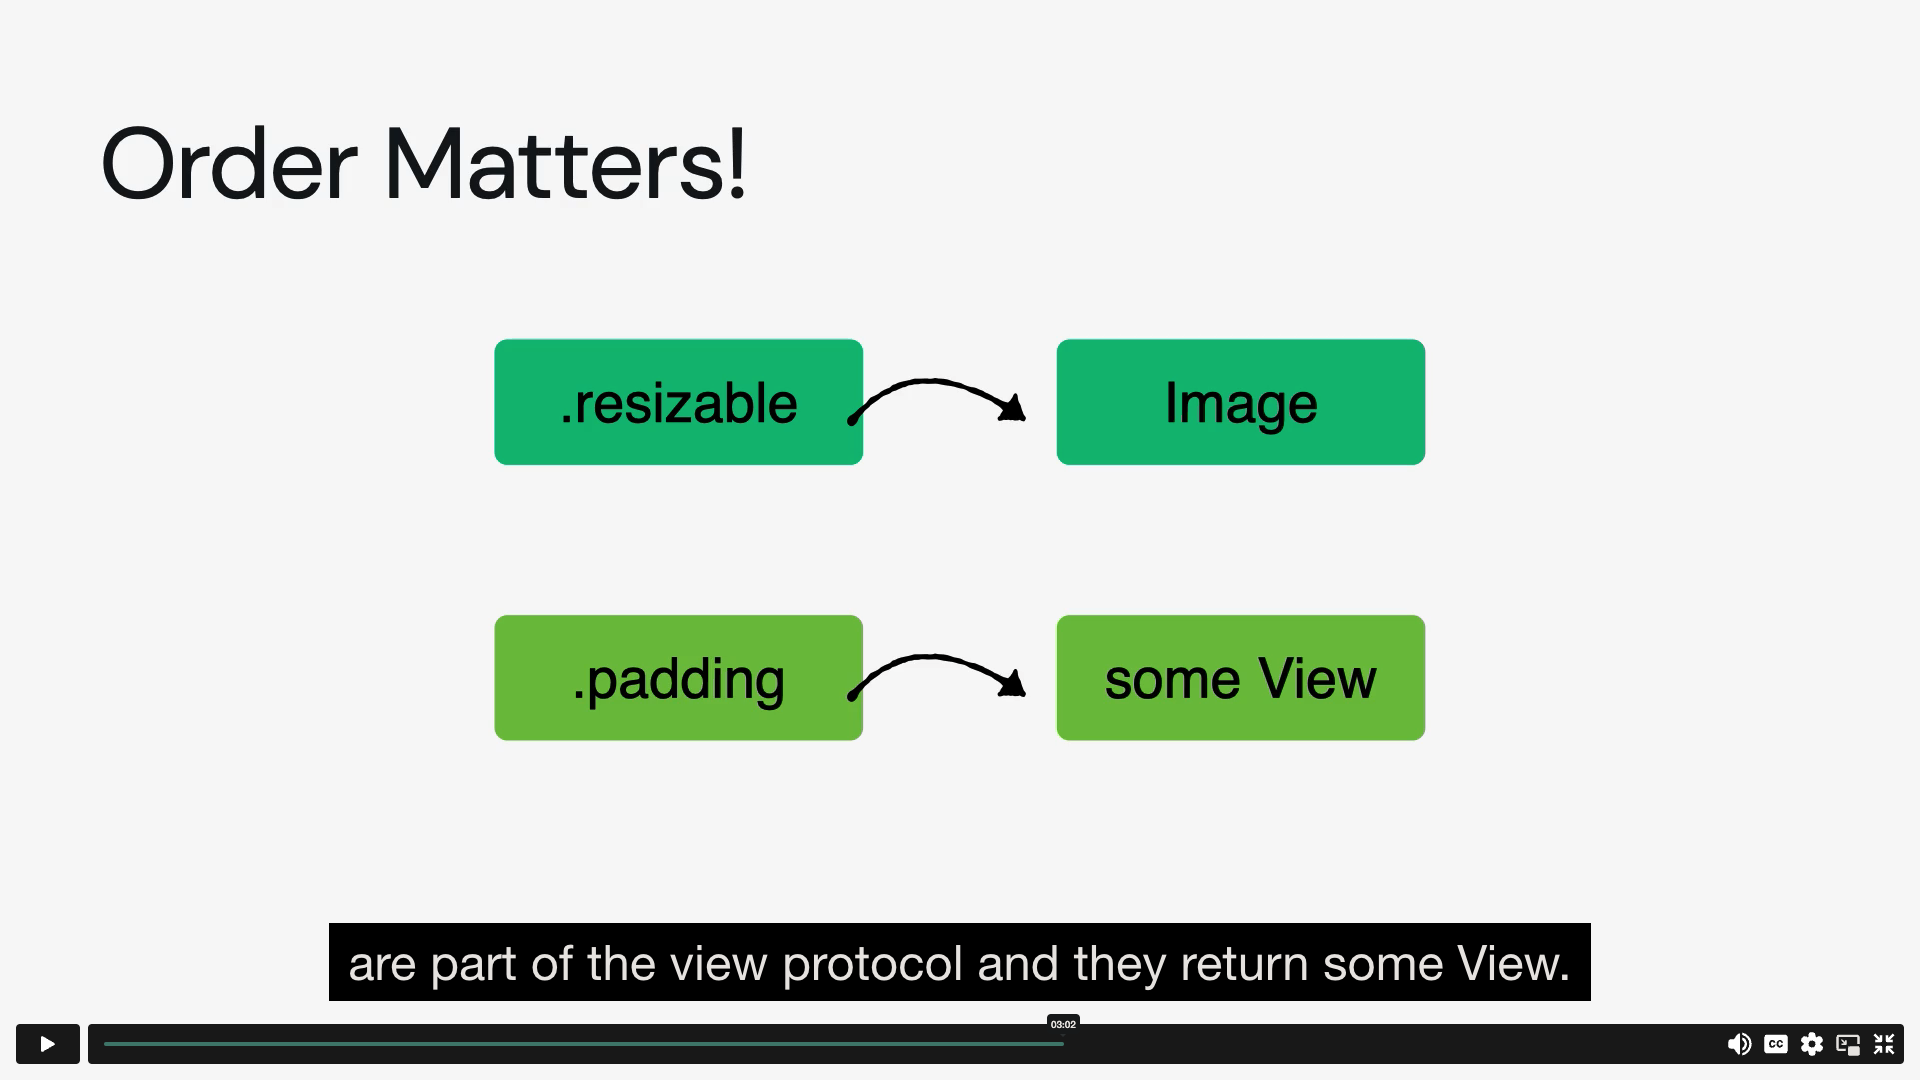 Order Matters!
.resizable
Image
.padding
some View
are part of the view protocol and they return some View.
03:02
CC